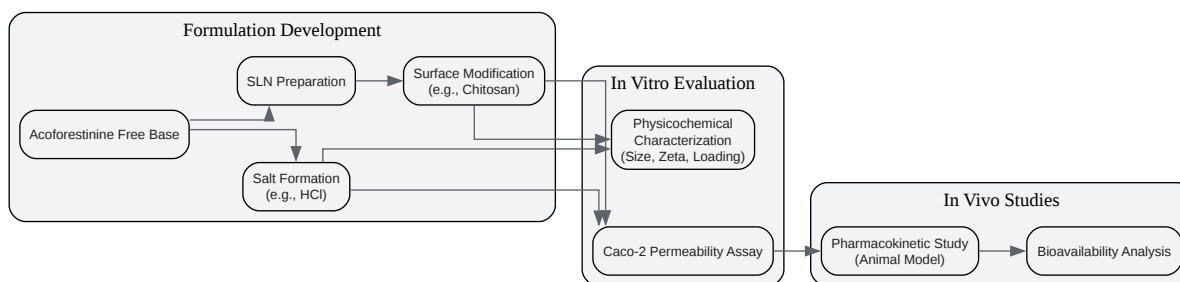 Formulation Development
SLN Preparation
Surface Modification
(e.g., Chitosan)
Acoforestinine Free Base
Salt Formation
(e.g., HCl)
In Vitro Evaluation
Physicochemical
Characterization
(Size, Zeta, Loading)
Caco-2 Permeability Assay
In Vivo Studies
Pharmacokinetic Study
(Animal Model)
Bioavailability Analysis